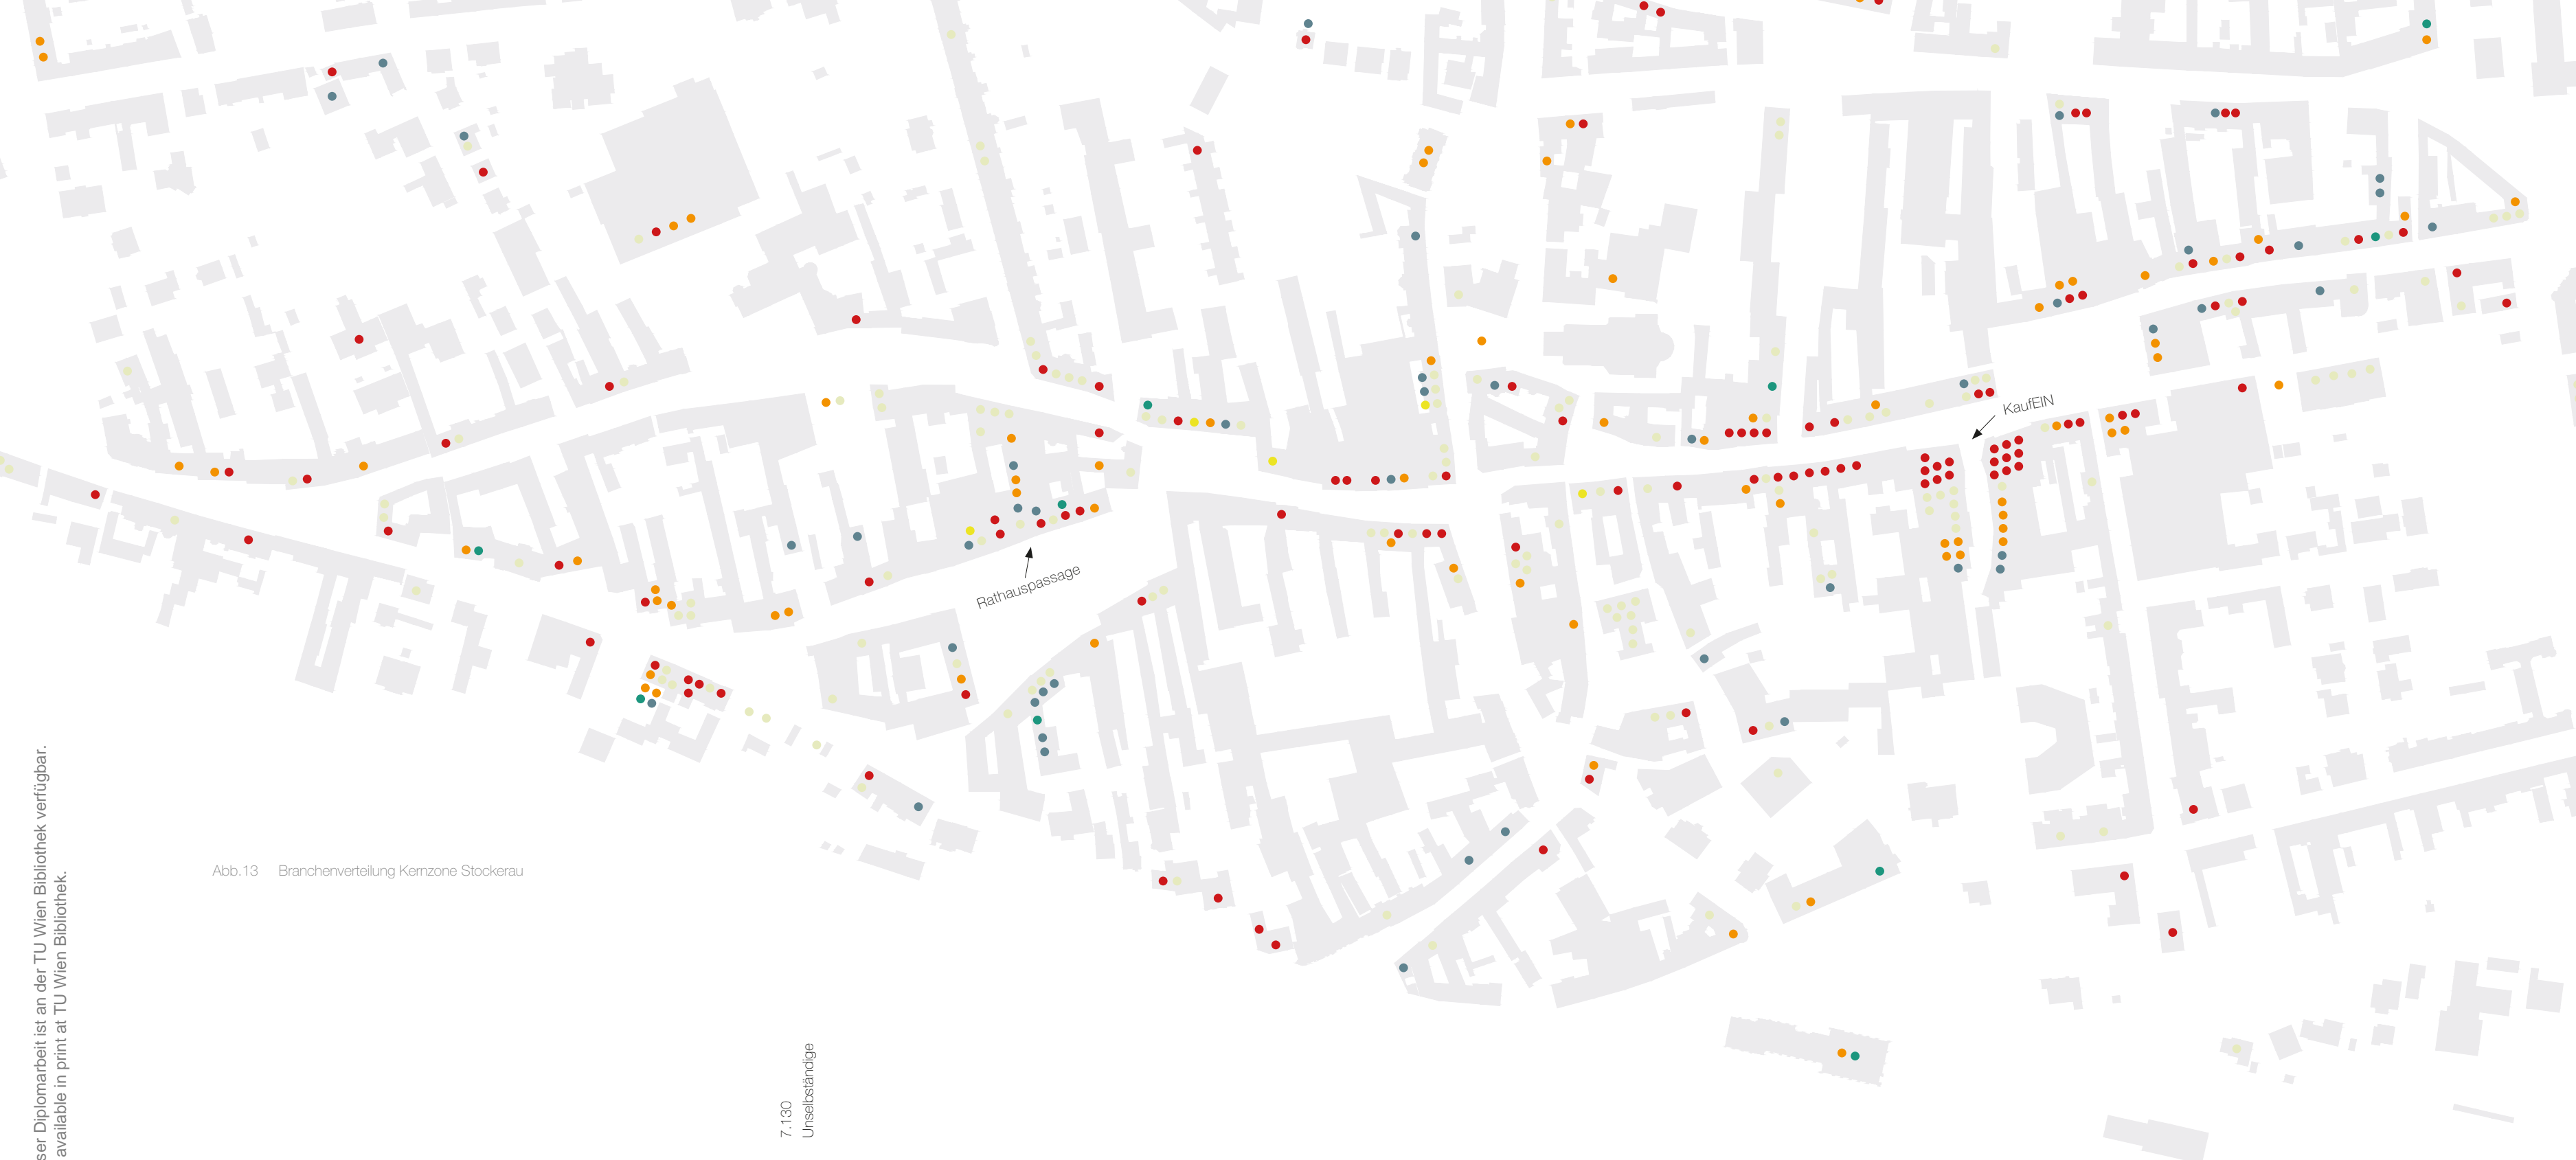 KaufEIN
Rathauspassage
Abb.13 Branchenverteilung Kernzone Stockerau
ser Diplomarbeit ist an der TU Wien Bibliothek verfügbar.
available in print at TU Wien Bibliothek.
7.130
Unselbständige